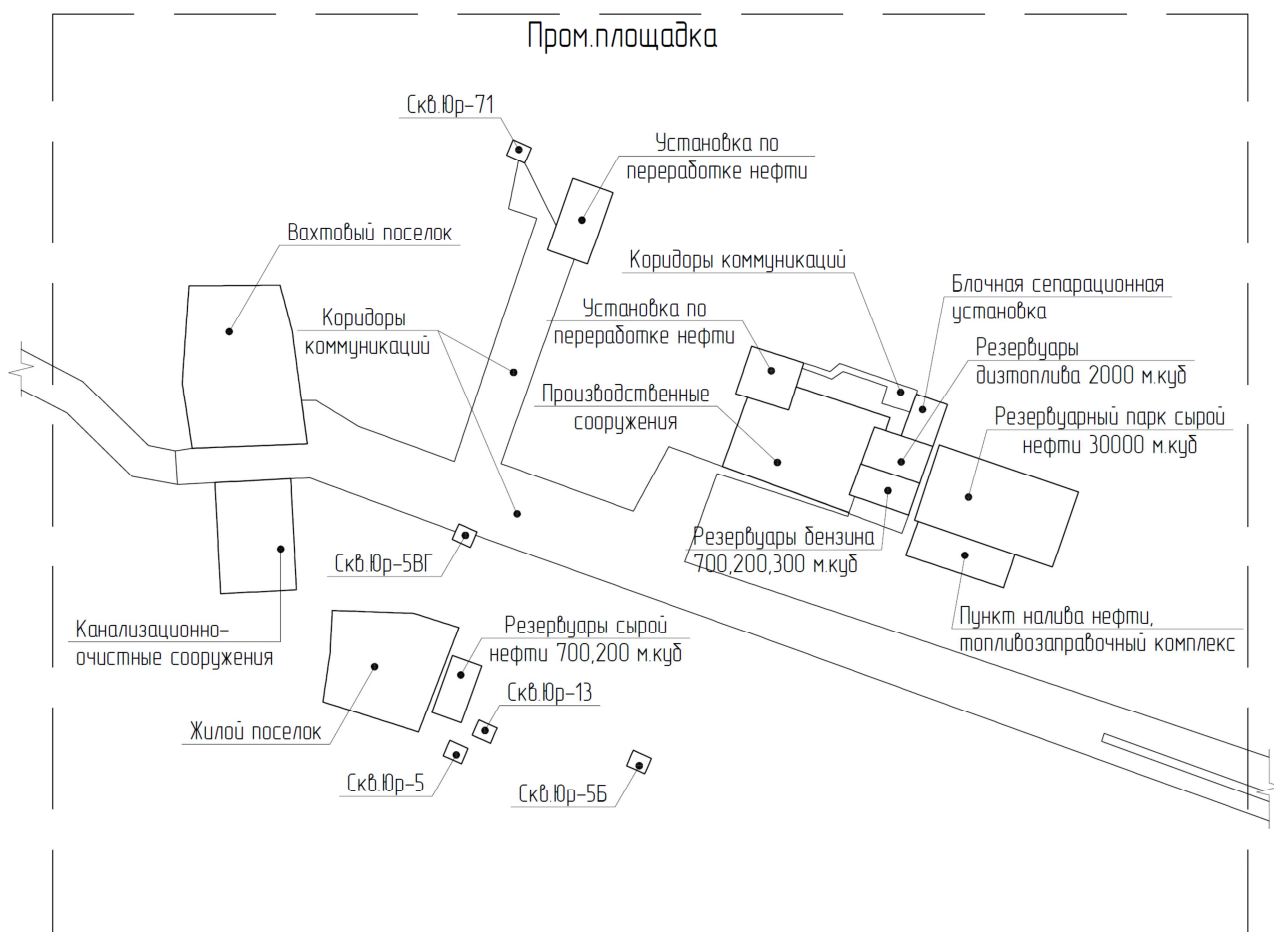 Пром.площадка
Скв.Юр-71
Установка по
переработке нефти
Вахтовый поселок
Коридоры коммуникаций
Блочная сепарационная
установка
Коридоры
коммуникаций
Установка по
переработке нефти
Резервуары
дизтоплива 2000 м.куб
Производственные
сооружения
Резервуарный парк сырой
нефти 30000 м.куб
Резервуары бензина
700,200,300 м.куб
Скв.Юр-5ВГ
Канализационно-
очистные сооружения
Резервуары сырой
нефти 700,200 м.куб
Пункт налива нефти,
топливозаправочный комплекс
Скв.Юр-13
Жилой поселок
Скв.Юр-5
Скв.Юр-5Б